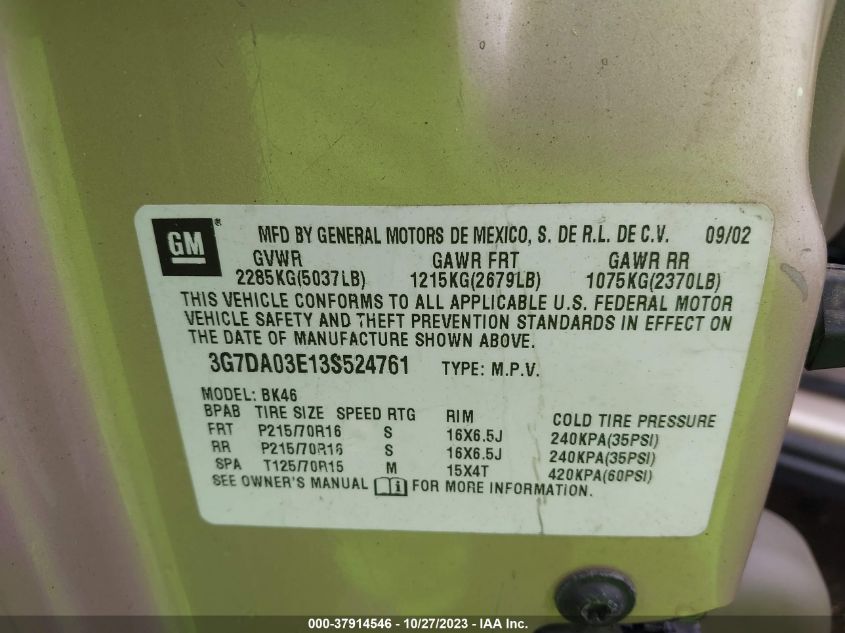 GM ® MFD BY GENERAL MOTORS DE MEXICO, S. DE R.L. DE C.V. 09/02
GVWR GAWR FRT GAWR RR
2285KG(5037LB) 1215KG(2679LB) 1075KG(2370LB)
THIS VEHICLE CONFORMS TO ALL APPLICABLE U.S. FEDERAL MOTOR
VEHICLE SAFETY AND THEFT PREVENTION STANDARDS IN EFFECT ON
THE DATE OF MANUFACTURE SHOWN ABOVE.
3G7DA03E13S524761 TYPE: M.P.V.
MODEL: BK46
BPAB TIRE SIZE SPEED RTG RIM COLD TIRE PRESSURE
FRT P215/70R16 S 16X6.5J 240KPA(35PSI)
RR P215/70R16 S 16X6.5J 240KPA(35PSI)
SPA T125/70R15 M 15X4T 420KPA(60PSI)
SEE OWNER'S MANUAL FOR MORE INFORMATION.
000-37914546 - 10/27/2023 - IAA Inc.